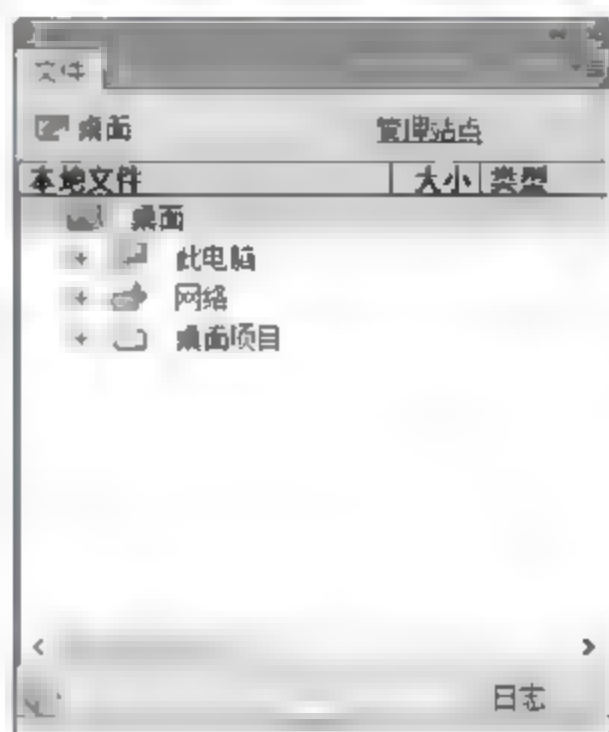 文件
桌面 管理站点
本地文件 大小 类型
桌面
此电脑
网络
桌面项目
日志